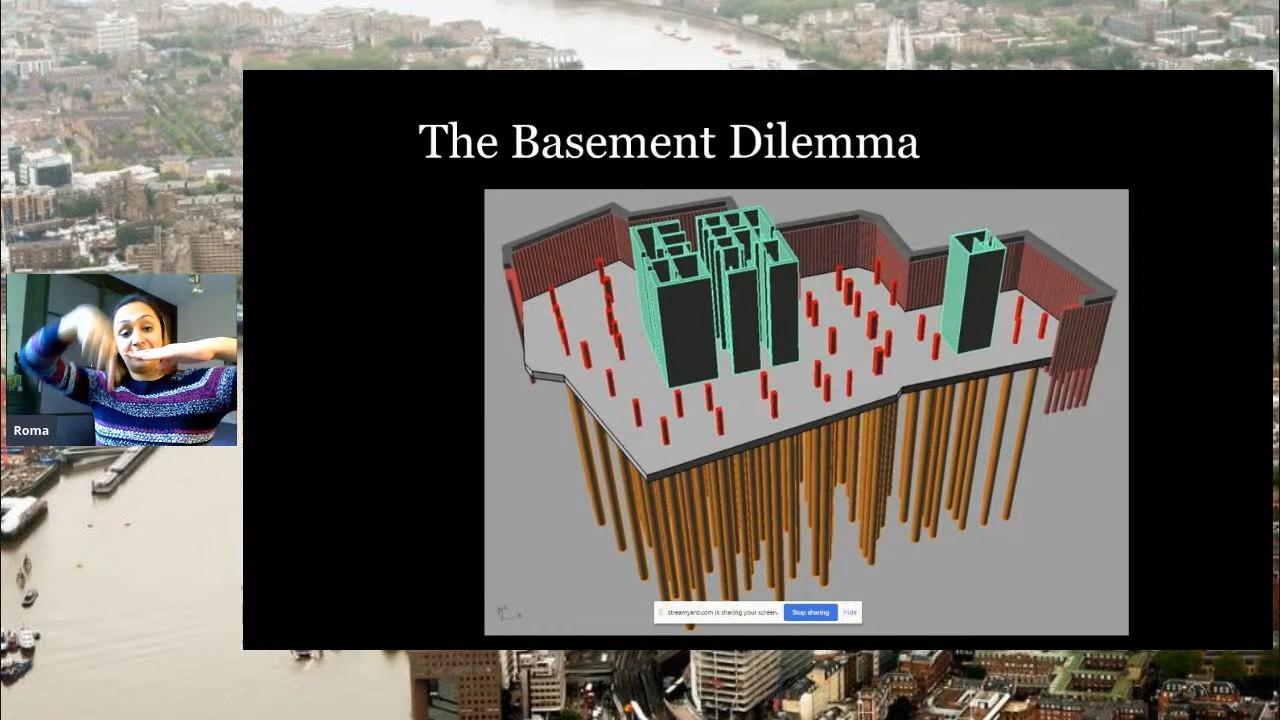 The Basement Dilemma
Roma
streamyard.com is sharing your screen.
Stop sharing
Hide